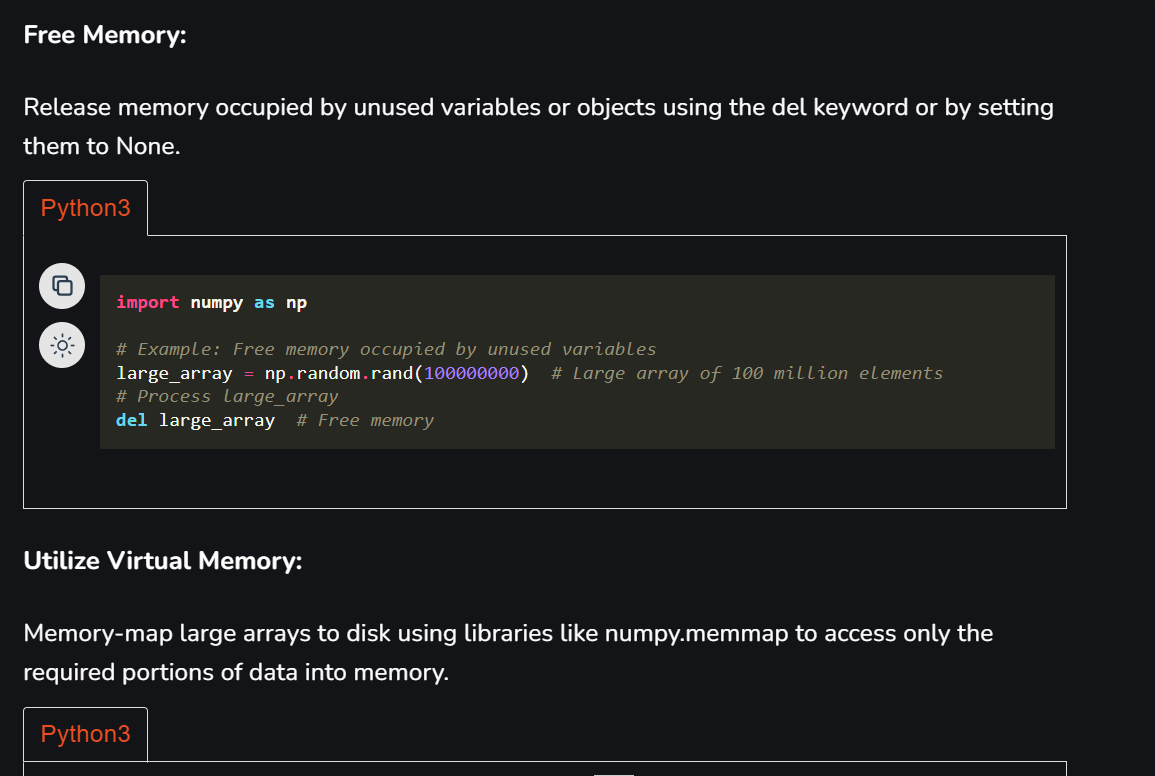 Free Memory:
Release memory occupied by unused variables or objects using the del keyword or by setting
them to None.
Python3
import numpy as np
# Example: Free memory occupied by unused variables
large_array = np.random.rand(100000000)  # Large array of 100 million elements
# Process large_array
del large_array  # Free memory
Utilize Virtual Memory:
Memory-map large arrays to disk using libraries like numpy.memmap to access only the
required portions of data into memory.
Python3